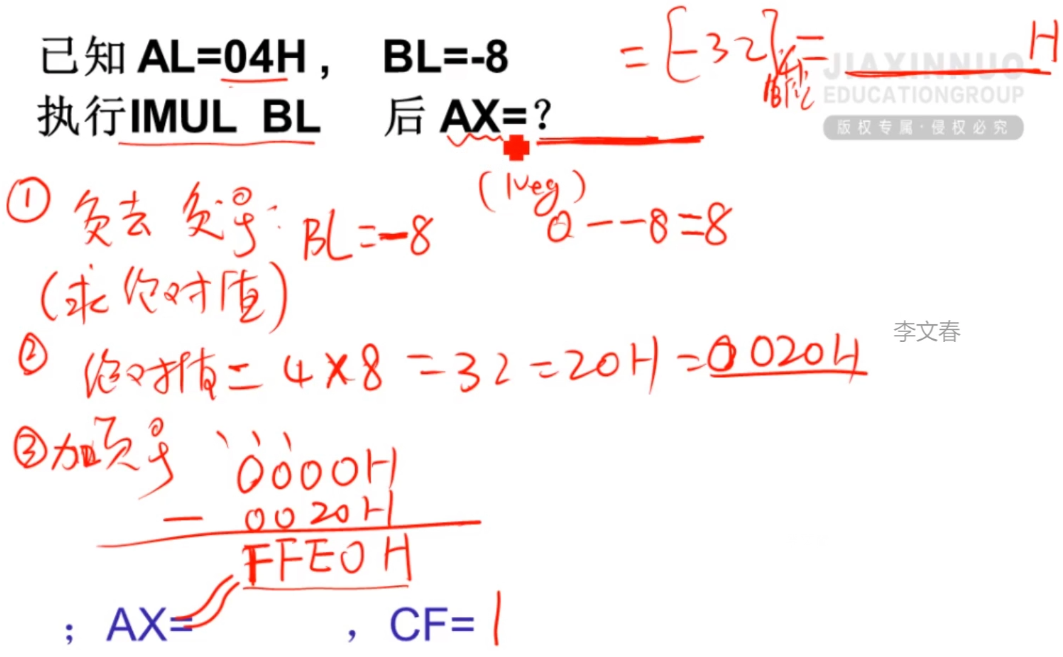 已知 AL=04H， BL=-8
=[-32]补= H
JIAXINNUO
EDUCATIONGROUP
版权专属·侵权必究
执行IMUL BL 后 AX=?
① 负去负号: BL=-8
(Neg) 0--8=8
(求绝对值)
李文春
② 绝对值=4×8=32=20H=0020H
③加负号 0000H
- 0020H
FFE0H
；AX= ，CF=1